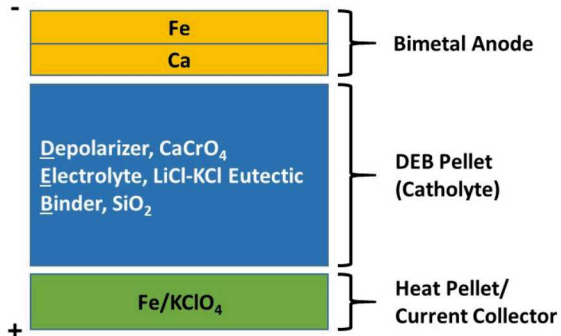 -
Fe
Ca
Bimetal Anode
Depolarizer, CaCrO₄
Electrolyte, LiCl-KCl Eutectic
Binder, SiO₂
DEB Pellet
(Catholyte)
Fe/KClO₄
Heat Pellet/
Current Collector
+